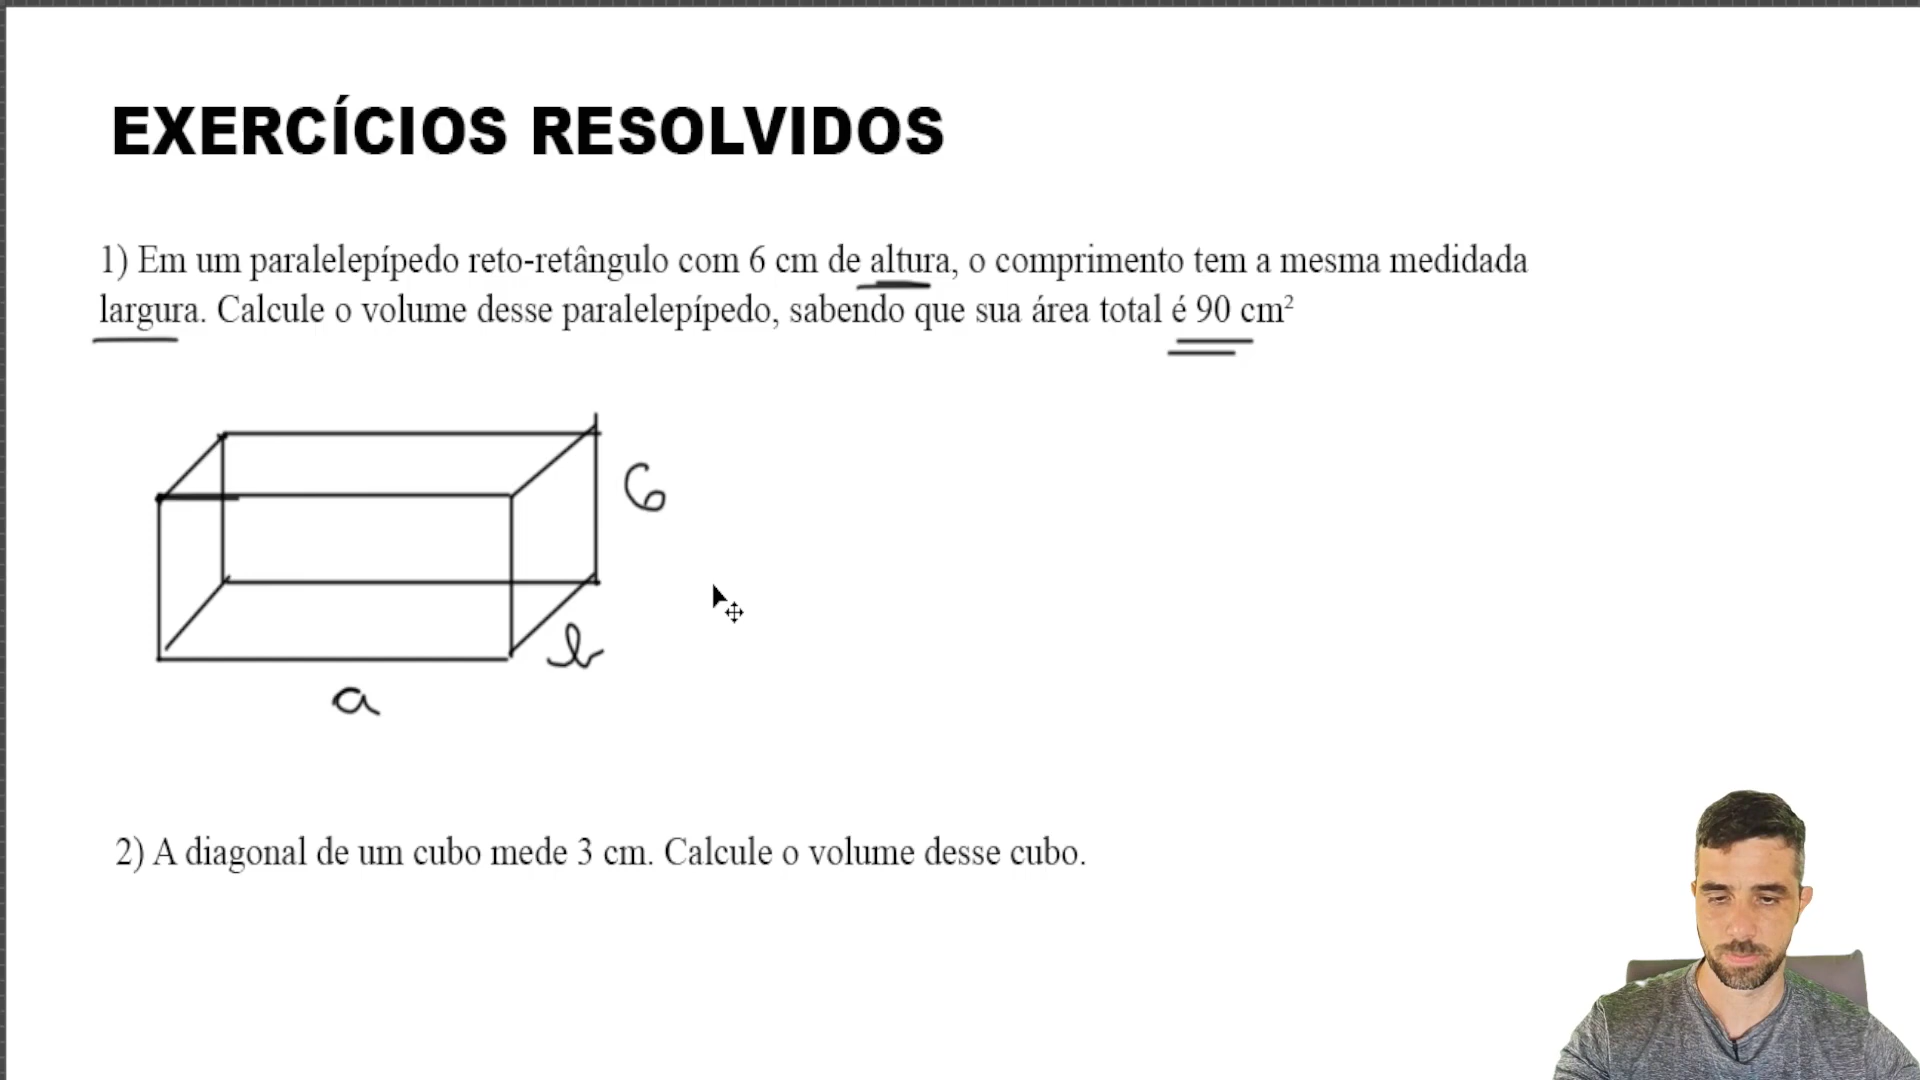 EXERCÍCIOS RESOLVIDOS
1) Em um paralelepípedo reto-retângulo com 6 cm de altura, o comprimento tem a mesma medidada
largura. Calcule o volume desse paralelepípedo, sabendo que sua área total é 90 cm²
6
b
a
2) A diagonal de um cubo mede 3 cm. Calcule o volume desse cubo.